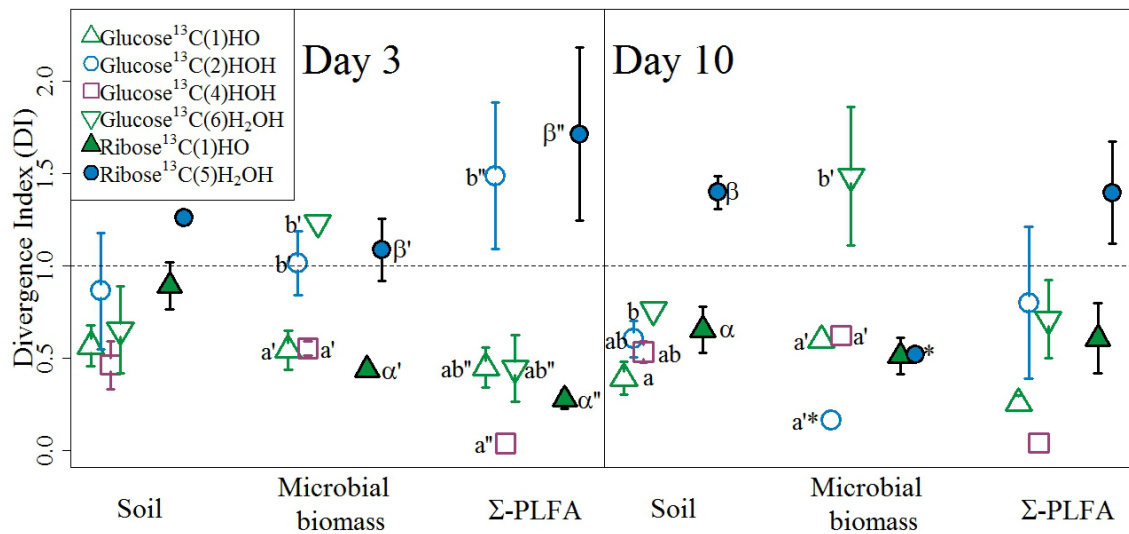 Glucose¹³C(1)HO
Glucose¹³C(2)HOH
Glucose¹³C(4)HOH
Glucose¹³C(6)H₂OH
Ribose¹³C(1)HO
Ribose¹³C(5)H₂OH
Day 3
Day 10
Divergence Index (DI)
2.0
1.5
1.0
0.5
0.0
b'
b'
a'
a'
β'
α'
b"
β"
ab"
ab"
a"
α"
β
b
ab
ab
a
α
b'
a'
a'
a'*
*
Soil
Microbial
biomass
Σ-PLFA
Soil
Microbial
biomass
Σ-PLFA